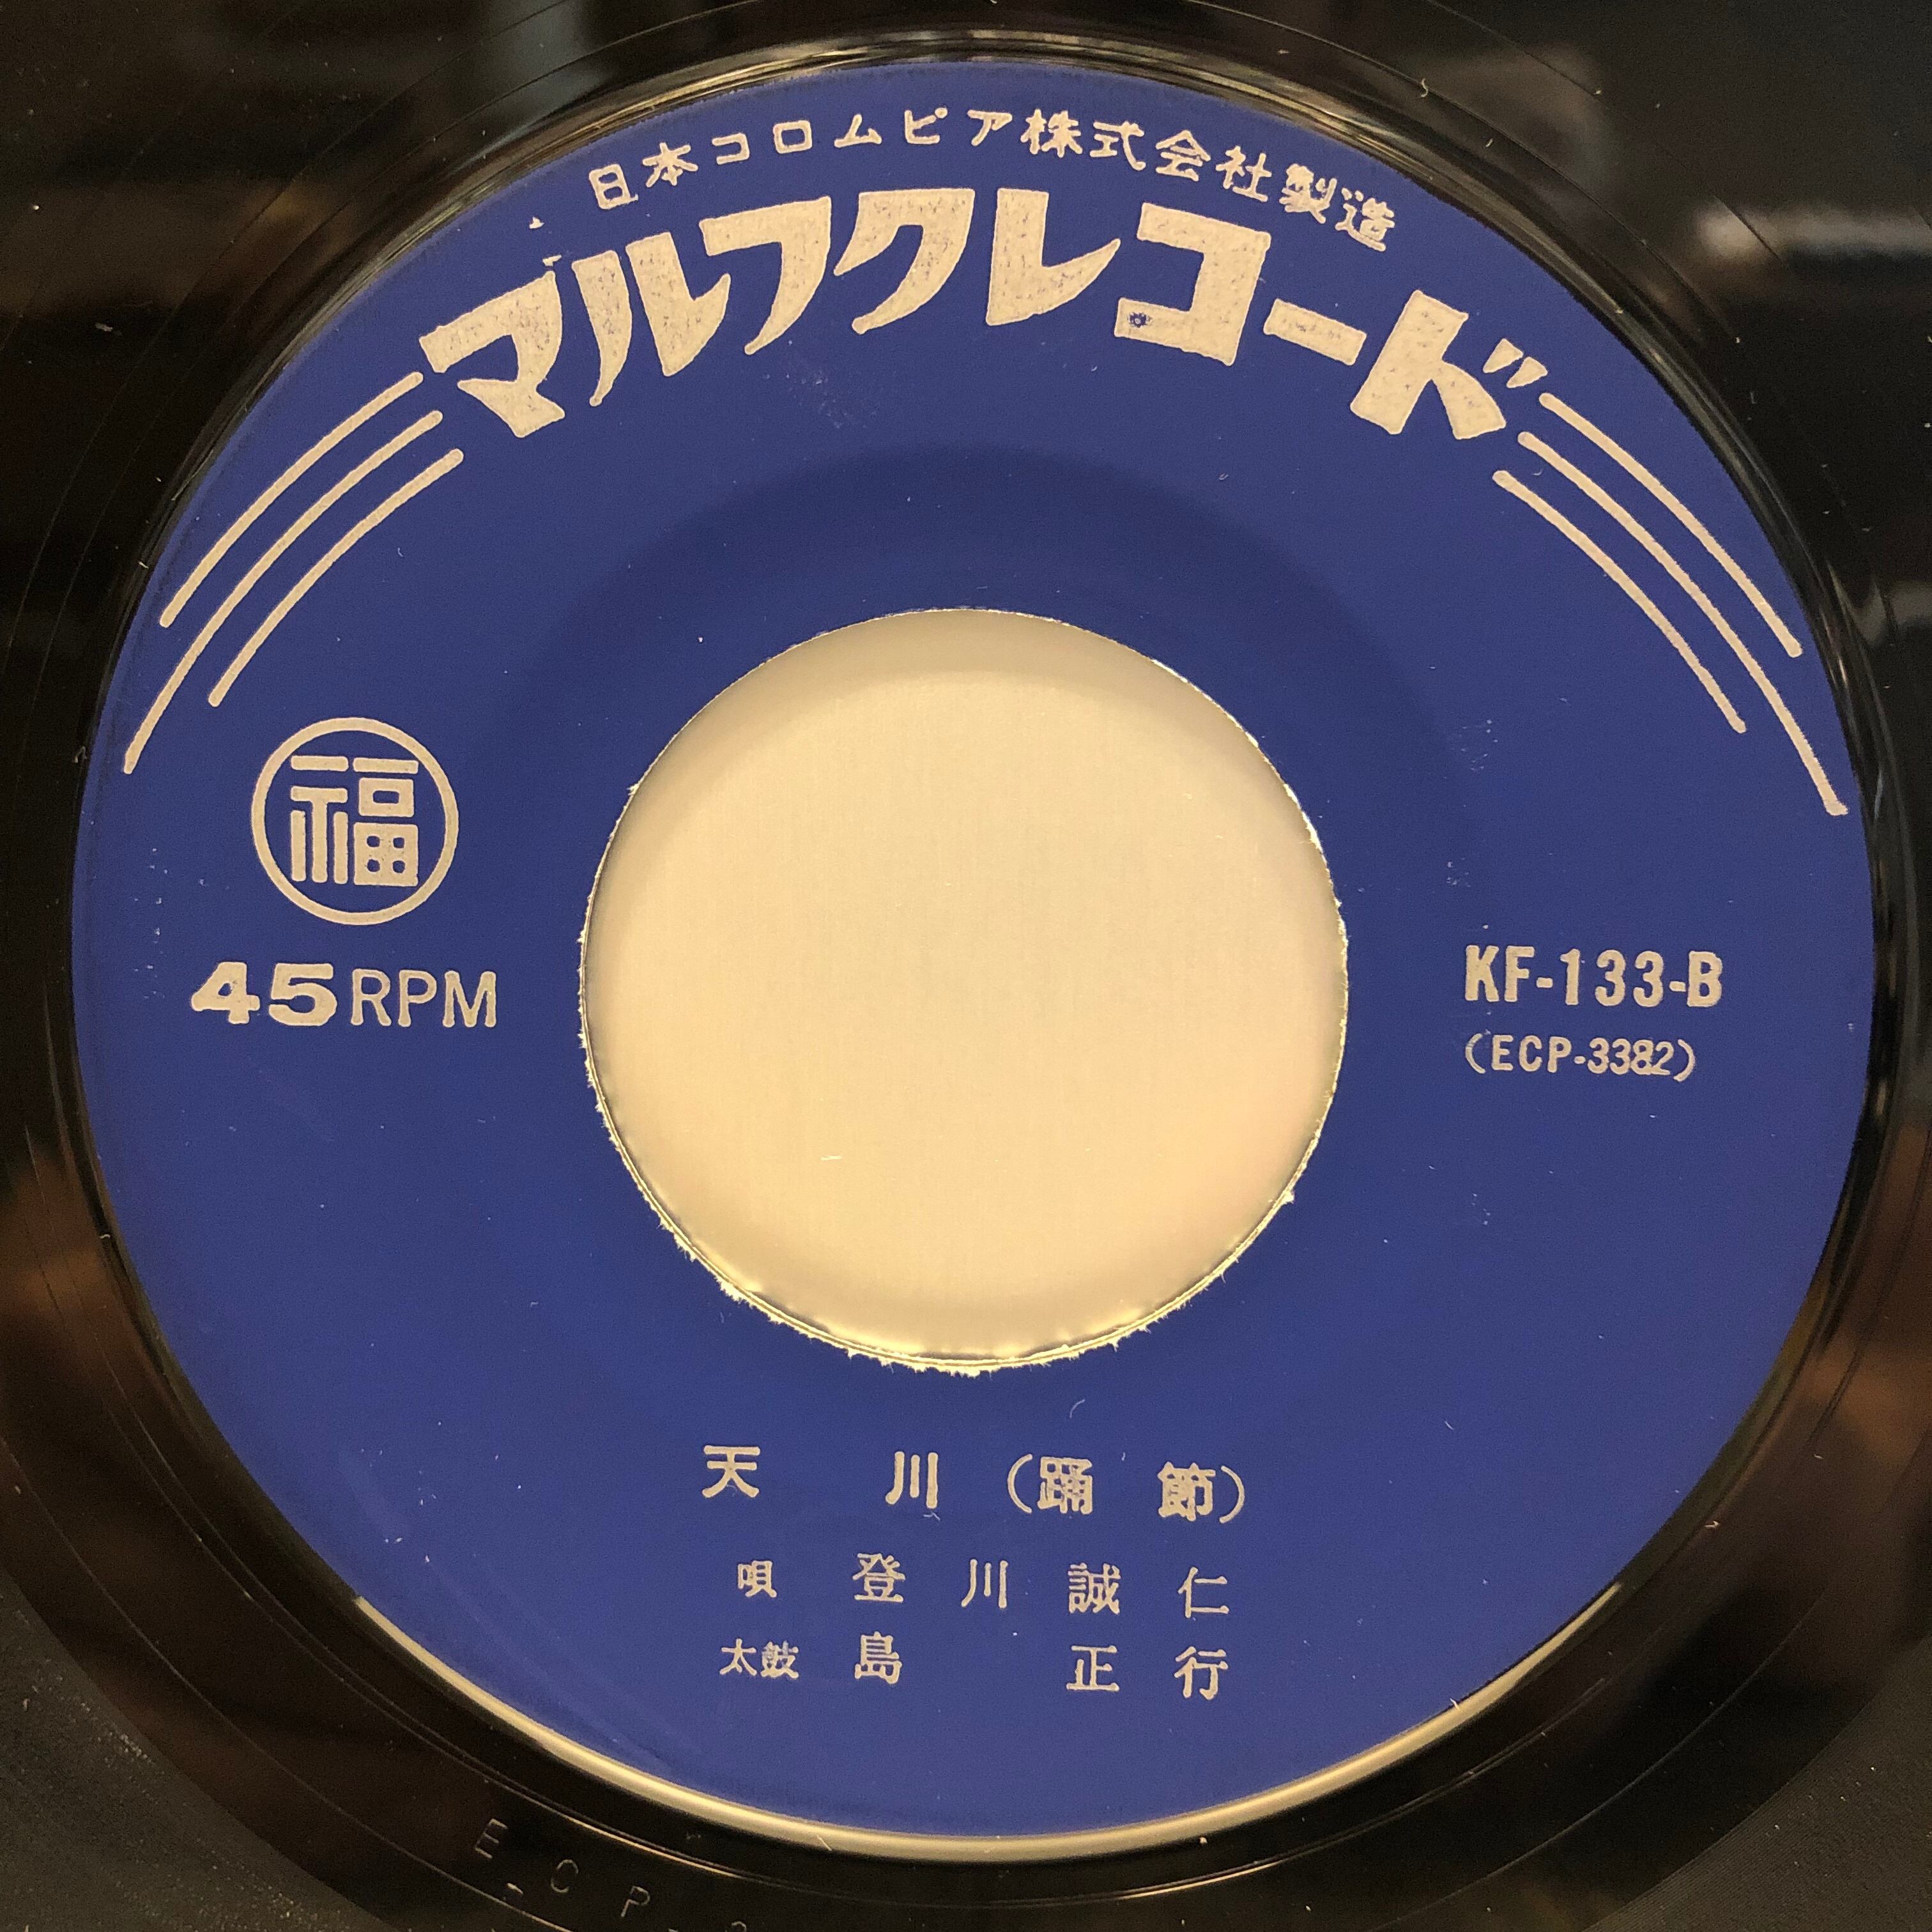 日本コロムビア株式会社製造
マルフクレコード
福
45RPM
KF-133-B
(ECP-3382)
天川(踊節)
唄 登川誠仁
太鼓 島正行
ECP-3